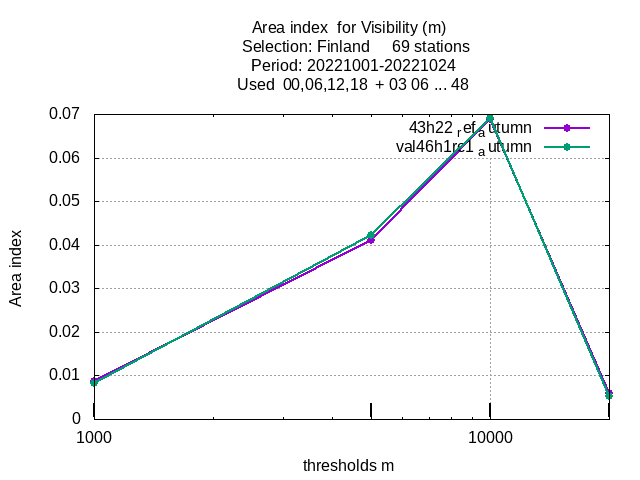 Area index  for Visibility (m)
Selection: Finland     69 stations
Period: 20221001-20221024
Used  00,06,12,18  + 03 06 ... 48
0.07
43h22_ref_autumn
0.06
val46h1rc1_autumn
0.05
0.04
Area index
0.03
0.02
0.01
0
1000
10000
thresholds m